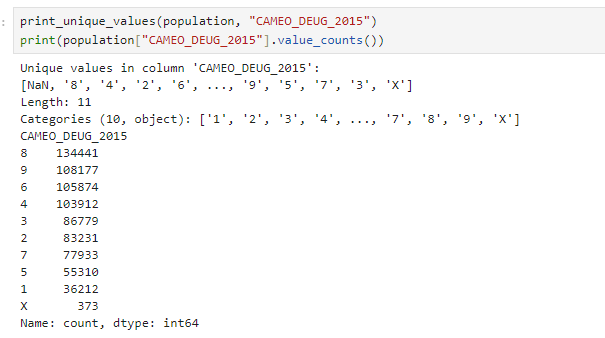 :
print_unique_values(population, "CAMEO_DEUG_2015")
print(population["CAMEO_DEUG_2015"].value_counts())
Unique values in column 'CAMEO_DEUG_2015':
[NaN, '8', '4', '2', '6', ..., '9', '5', '7', '3', 'X']
Length: 11
Categories (10, object): ['1', '2', '3', '4', ..., '7', '8', '9', 'X']
CAMEO_DEUG_2015
8    134441
9    108177
6    105874
4    103912
3     86779
2     83231
7     77933
5     55310
1     36212
X       373
Name: count, dtype: int64